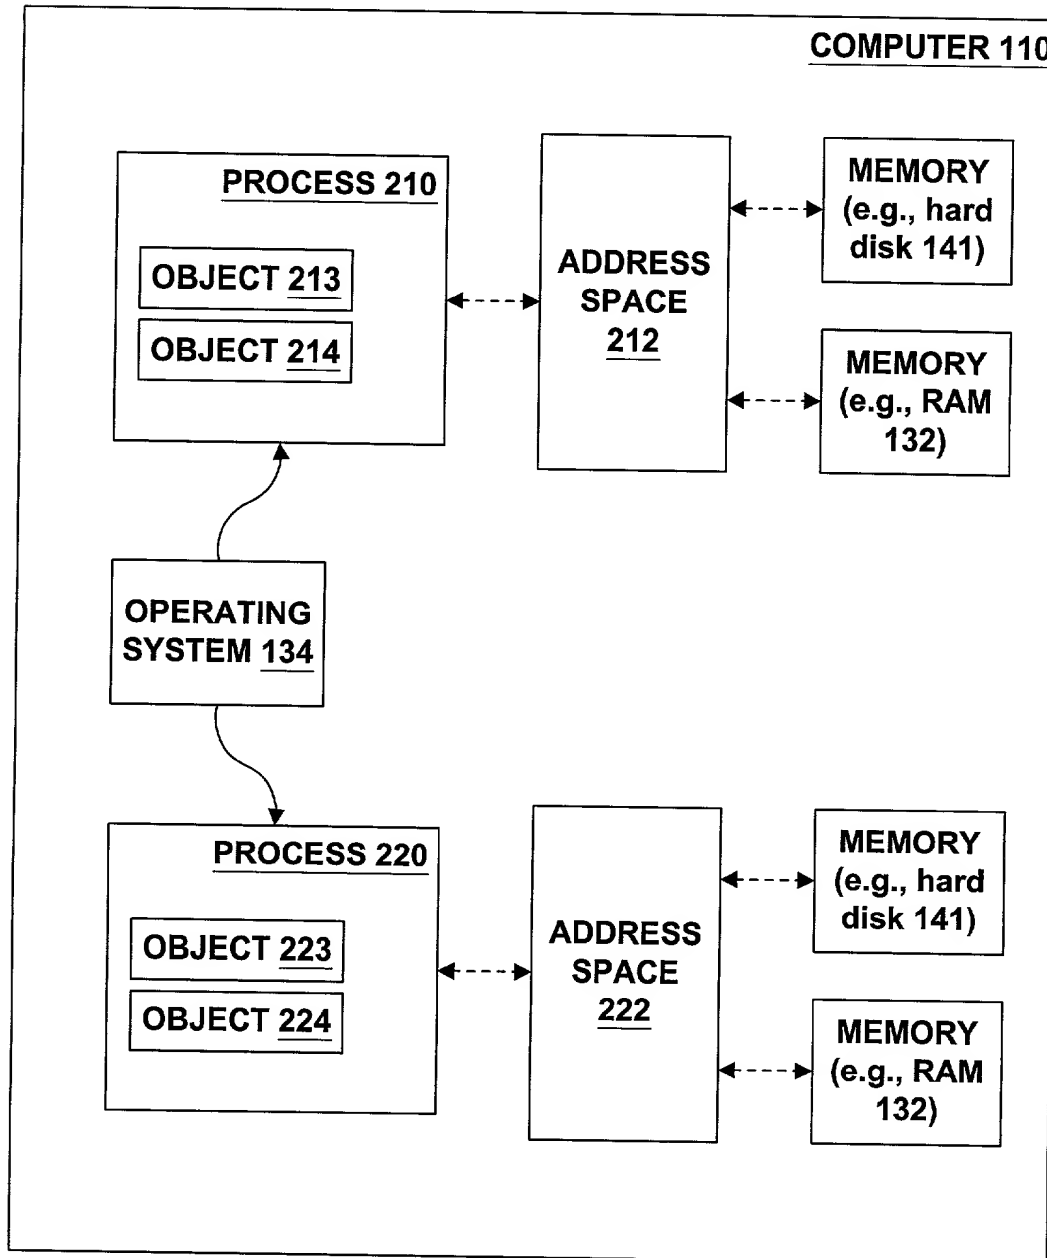 COMPUTER 110
PROCESS 210
OBJECT 213
OBJECT 214
ADDRESS
SPACE
212
MEMORY
(e.g., hard
disk 141)
MEMORY
(e.g., RAM
132)
OPERATING
SYSTEM 134
PROCESS 220
OBJECT 223
OBJECT 224
ADDRESS
SPACE
222
MEMORY
(e.g., hard
disk 141)
MEMORY
(e.g., RAM
132)